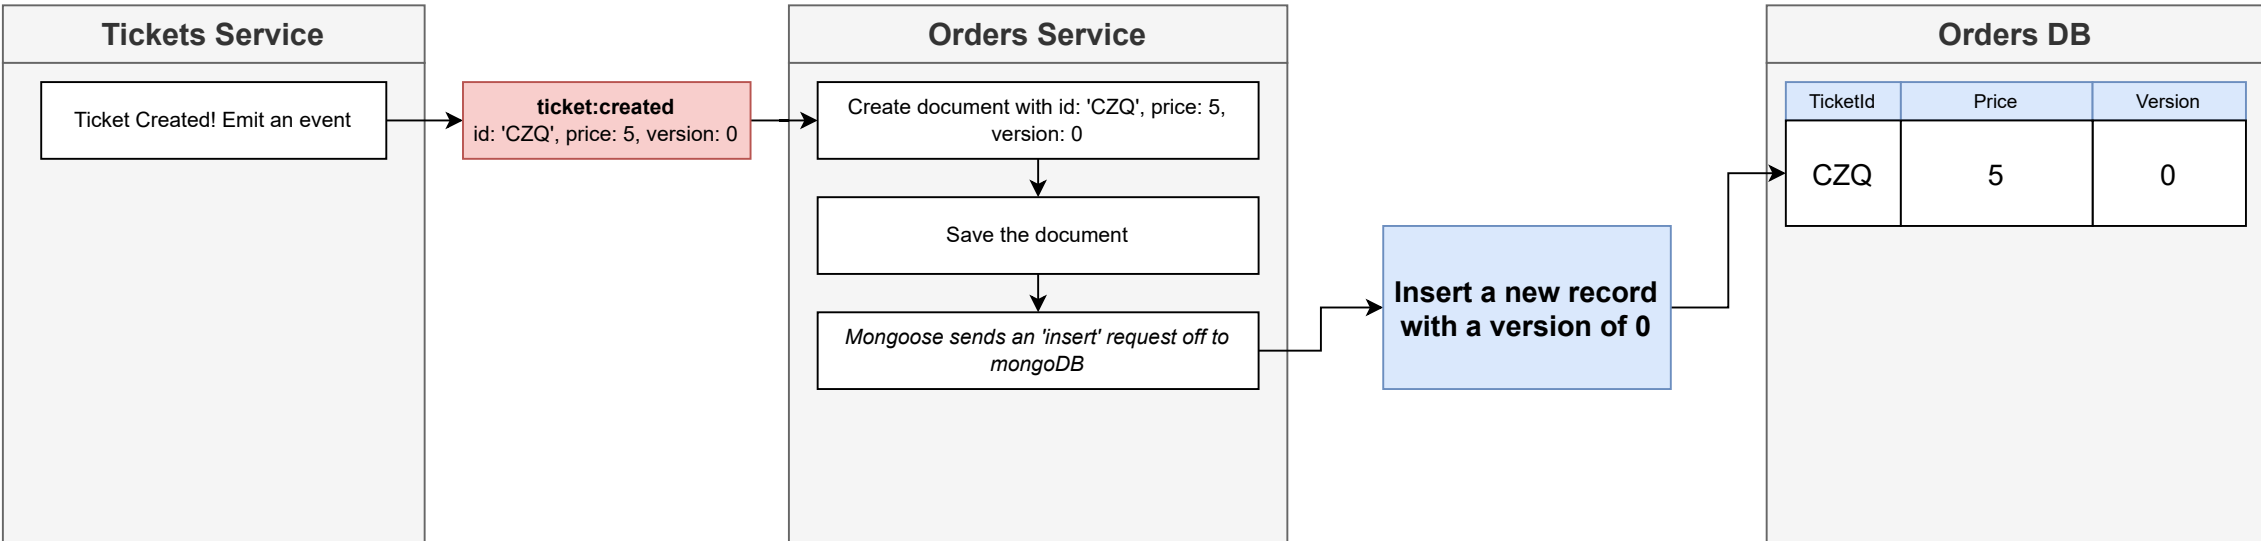 Tickets Service
Ticket Created! Emit an event
ticket:created
id: 'CZQ', price: 5, version: 0
Orders Service
Create document with id: 'CZQ', price: 5,
version: 0
Save the document
Mongoose sends an 'insert' request off to
mongoDB
Insert a new record
with a version of 0
Orders DB
TicketId Price Version
CZQ 5 0